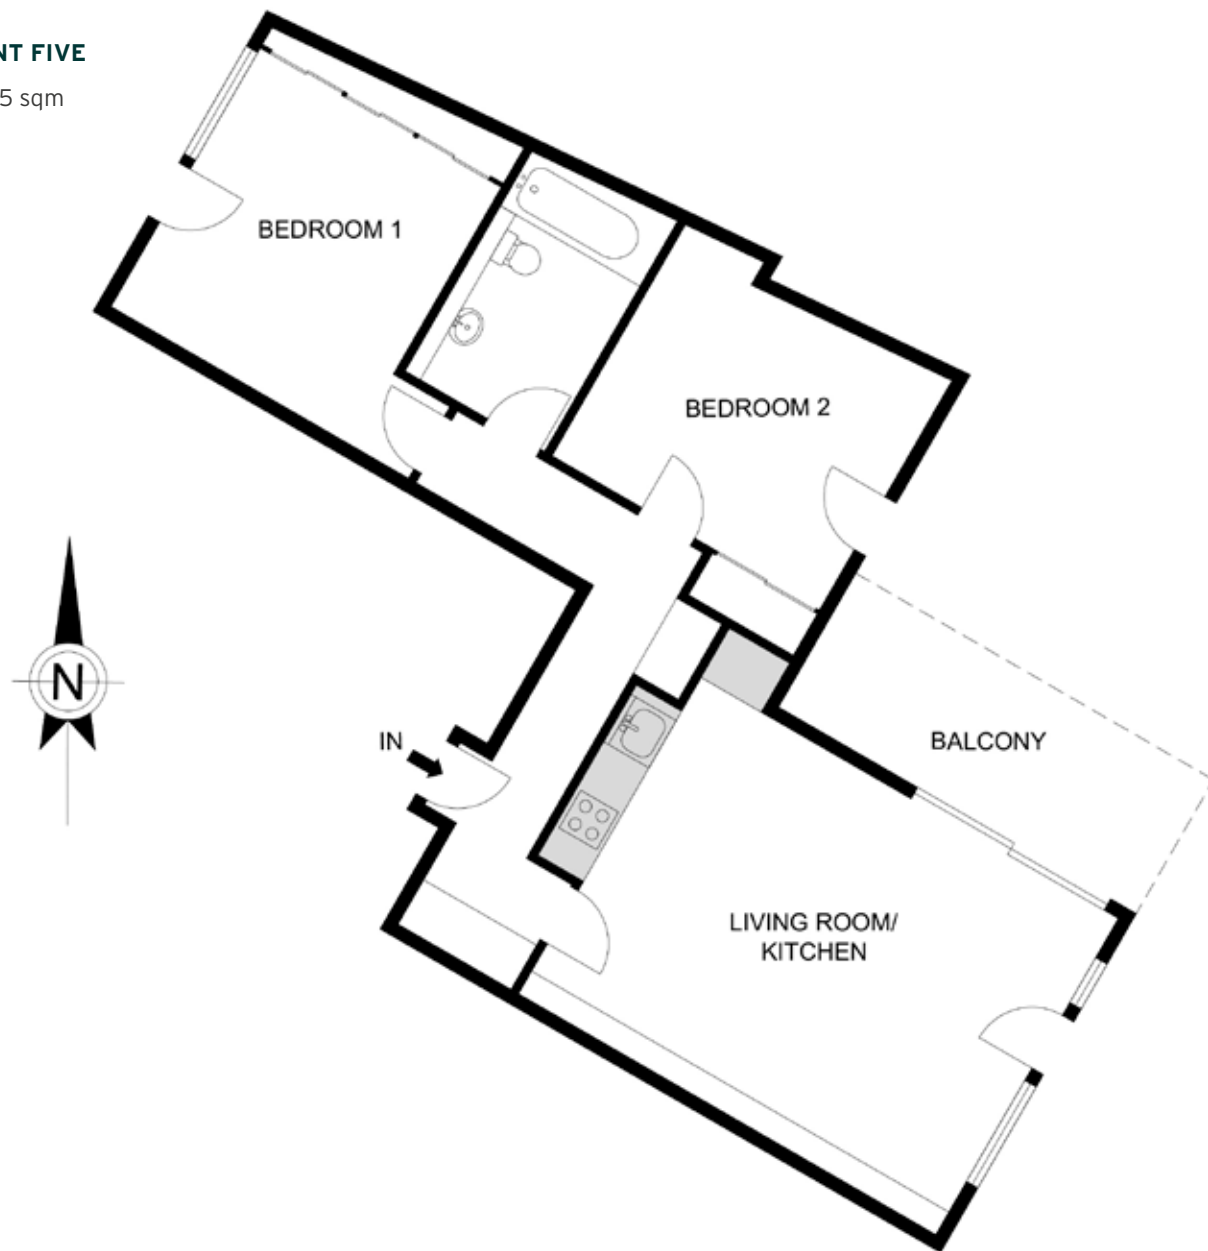 NT FIVE
5 sqm
BEDROOM 1
BEDROOM 2
N
IN
BALCONY
LIVING ROOM/
KITCHEN